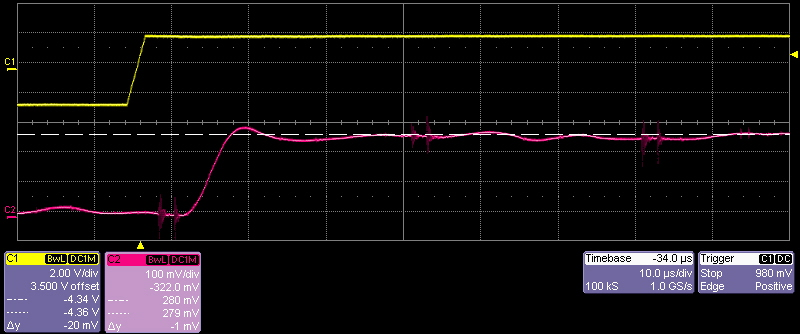 C1
C2
C1 BwL DC1M
2.00 V/div
3.500 V offset
-4.34 V
-4.36 V
Δy -20 mV
C2 BwL DC1M
100 mV/div
-322.0 mV
280 mV
279 mV
Δy -1 mV
Timebase -34.0 µs
10.0 µs/div
100 kS 1.0 GS/s
Trigger C1 DC
Stop 980 mV
Edge Positive